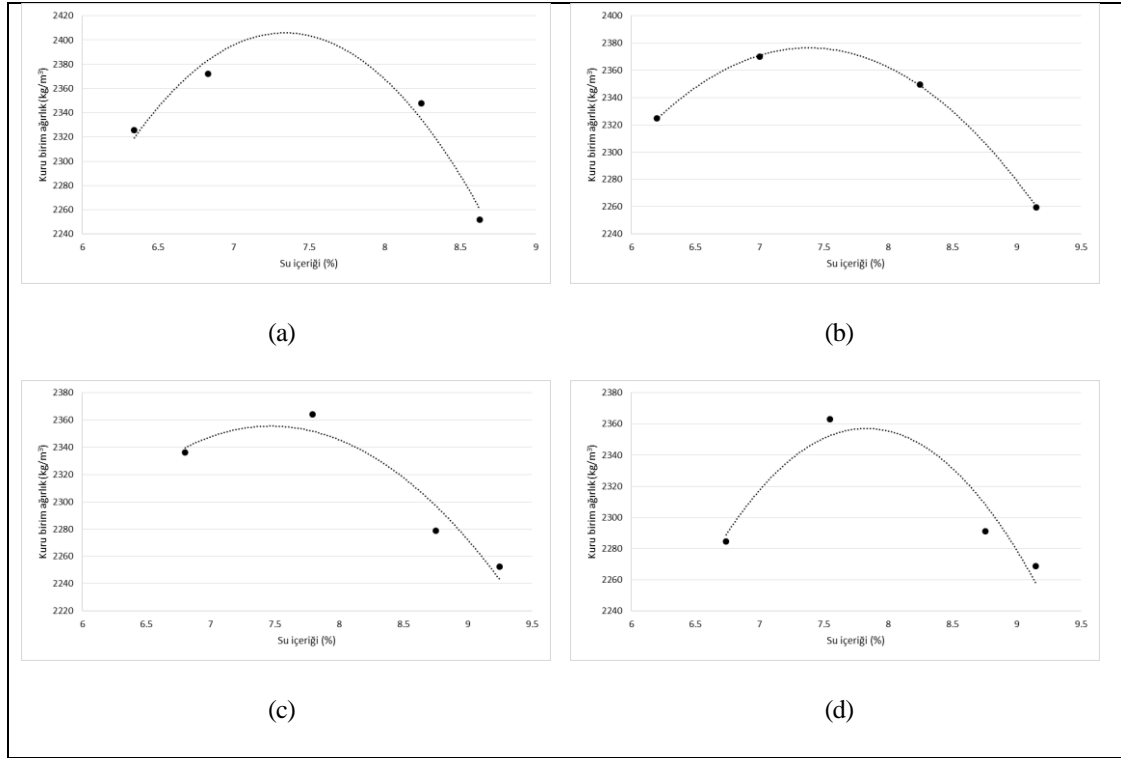 2420
2400
2380
2360
2340
2320
2300
2280
2260
2240
Kuru birim ağırlık (kg/m³)
6 6.5 7 7.5 8 8.5 9
Su içeriği (%)
(a)
2400
2380
2360
2340
2320
2300
2280
2260
2240
Kuru birim ağırlık (kg/m³)
6 6.5 7 7.5 8 8.5 9 9.5
Su içeriği (%)
(b)
2380
2360
2340
2320
2300
2280
2260
2240
2220
Kuru birim ağırlık (kg/m³)
6 6.5 7 7.5 8 8.5 9 9.5
Su içeriği (%)
(c)
2380
2360
2340
2320
2300
2280
2260
2240
Kuru birim ağırlık (kg/m³)
6 6.5 7 7.5 8 8.5 9 9.5
Su içeriği (%)
(d)